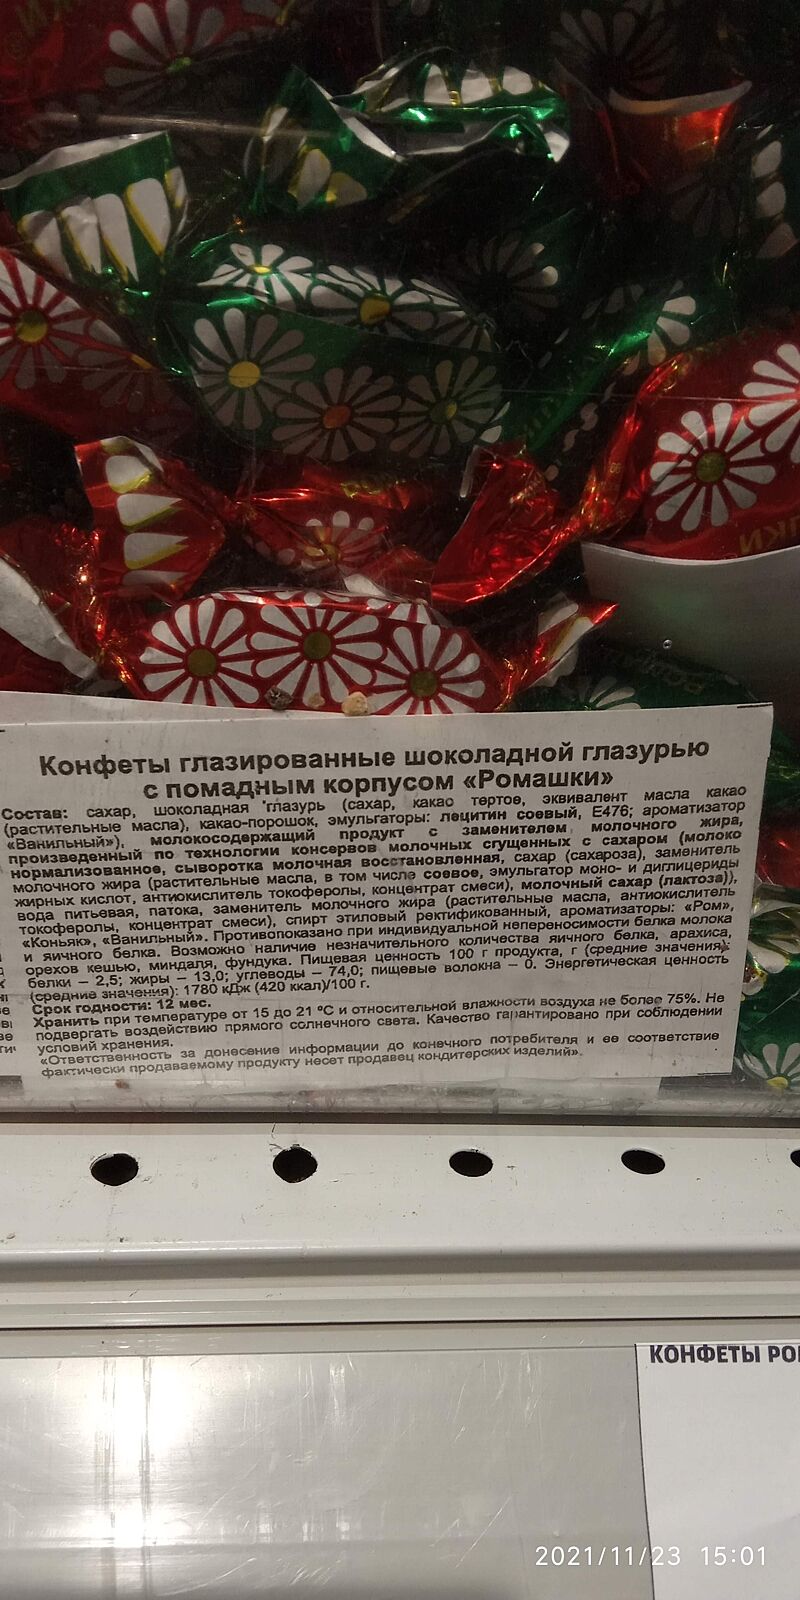 Конфеты глазированные шоколадной глазурью
с помадным корпусом «Ромашки»
Состав: сахар, шоколадная глазурь (сахар, какао тертое, эквивалент масла какао
(растительные масла), какао-порошок, эмульгаторы: лецитин соевый, Е476; ароматизатор
«Ванильный»), молокосодержащий продукт с заменителем молочного жира,
произведенный по технологии консервов молочных сгущенных с сахаром (молоко
нормализованное, сыворотка молочная восстановленная, сахар (сахароза), заменитель
молочного жира (растительные масла, в том числе соевое, эмульгатор моно- и диглицериды
жирных кислот, антиокислитель токоферолы, концентрат смеси), молочный сахар (лактоза)),
вода питьевая, патока, заменитель молочного жира (растительные масла, антиокислитель
токоферолы, концентрат смеси), спирт этиловый ректификованный, ароматизаторы: «Ром»,
«Коньяк», «Ванильный». Противопоказано при индивидуальной непереносимости белка молока
и яичного белка. Возможно наличие незначительного количества яичного белка, арахиса,
орехов кешью, миндаля, фундука. Пищевая ценность 100 г продукта, г (средние значения):
белки – 2,5; жиры – 13,0; углеводы – 74,0; пищевые волокна – 0. Энергетическая ценность
(средние значения): 1780 кДж (420 ккал)/100 г.
Срок годности: 12 мес.
Хранить при температуре от 15 до 21 °С и относительной влажности воздуха не более 75%. Не
подвергать воздействию прямого солнечного света. Качество гарантировано при соблюдении
условий хранения.
«Ответственность за донесение информации до конечного потребителя и ее соответствие
фактически продаваемому продукту несет продавец кондитерских изделий».
КОНФЕТЫ РО
2021/11/23 15:01